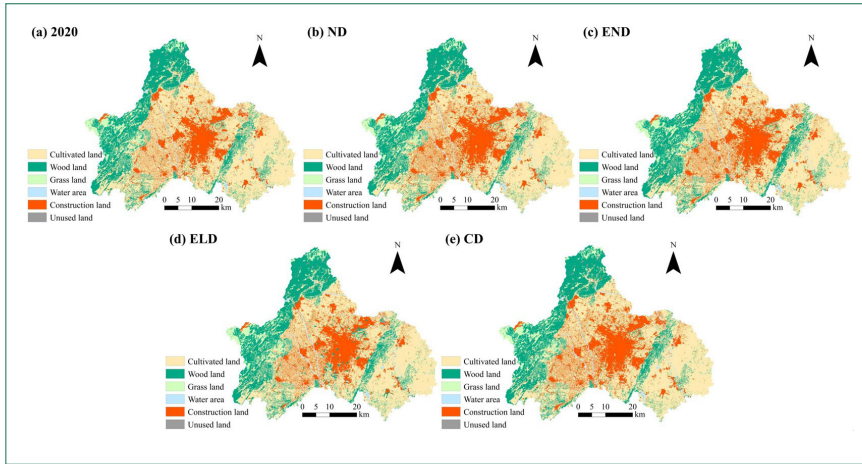 (a) 2020
N
Cultivated land
Wood land
Grass land
Water area
Construction land
Unused land
0 5 10 20
km
(b) ND
N
Cultivated land
Wood land
Grass land
Water area
Construction land
Unused land
0 5 10 20
km
(c) END
N
Cultivated land
Wood land
Grass land
Water area
Construction land
Unused land
0 5 10 20
km
(d) ELD
N
Cultivated land
Wood land
Grass land
Water area
Construction land
Unused land
0 5 10 20
km
(e) CD
N
Cultivated land
Wood land
Grass land
Water area
Construction land
Unused land
0 5 10 20
km